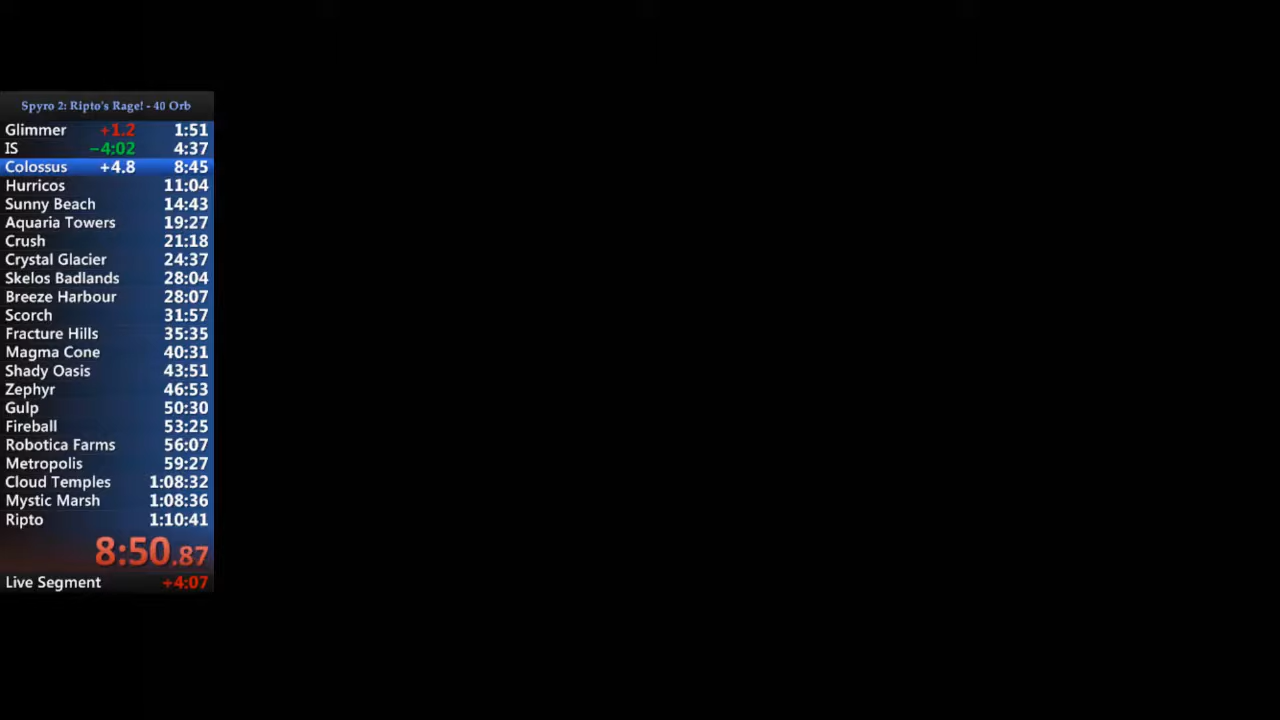 Spyro 2: Ripto's Rage! - 40 Orb
Glimmer +1.2 1:51
IS −4:02 4:37
Colossus +4.8 8:45
Hurricos 11:04
Sunny Beach 14:43
Aquaria Towers 19:27
Crush 21:18
Crystal Glacier 24:37
Skelos Badlands 28:04
Breeze Harbour 28:07
Scorch 31:57
Fracture Hills 35:35
Magma Cone 40:31
Shady Oasis 43:51
Zephyr 46:53
Gulp 50:30
Fireball 53:25
Robotica Farms 56:07
Metropolis 59:27
Cloud Temples 1:08:32
Mystic Marsh 1:08:36
Ripto 1:10:41
8:50.87
Live Segment +4:07